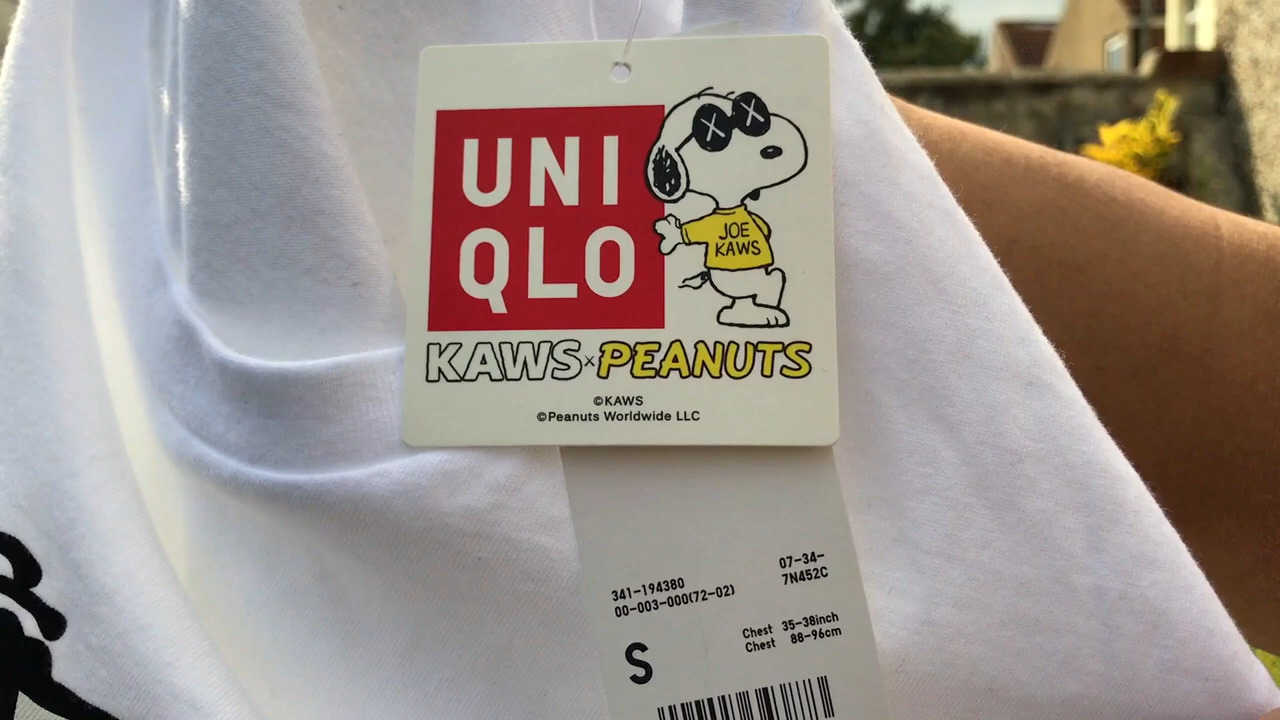 UNI
QLO
JOE
KAWS
KAWS×PEANUTS
©KAWS
©Peanuts Worldwide LLC
341-194380
00-003-000(72-02)
07-34-
7N452C
S
Chest 35-38inch
Chest 88-96cm